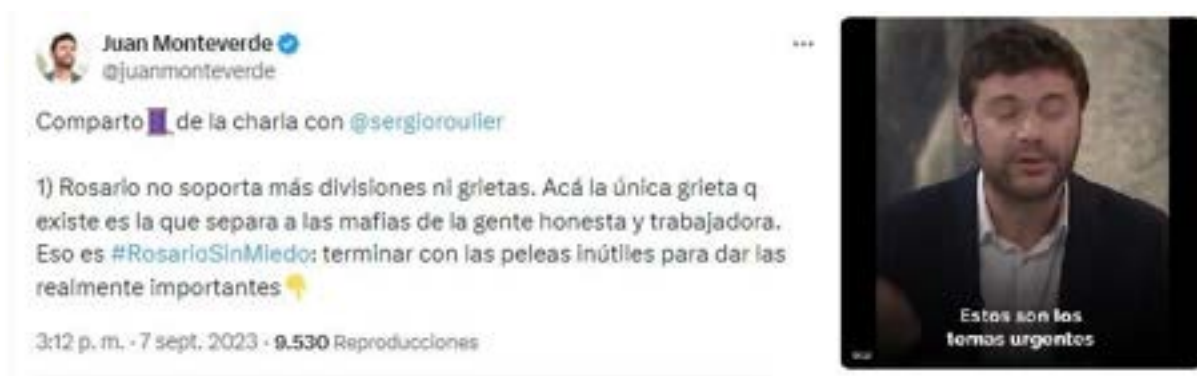 Juan Monteverde
@juanmonteverde
Comparto 🧵 de la charla con @sergioroulier
1) Rosario no soporta más divisiones ni grietas. Acá la única grieta q
existe es la que separa a las mafias de la gente honesta y trabajadora.
Eso es #RosarioSinMiedo: terminar con las peleas inútiles para dar las
realmente importantes👇
3:12 p. m. · 7 sept. 2023 · 9.530 Reproducciones
Estos son los
temas urgentes